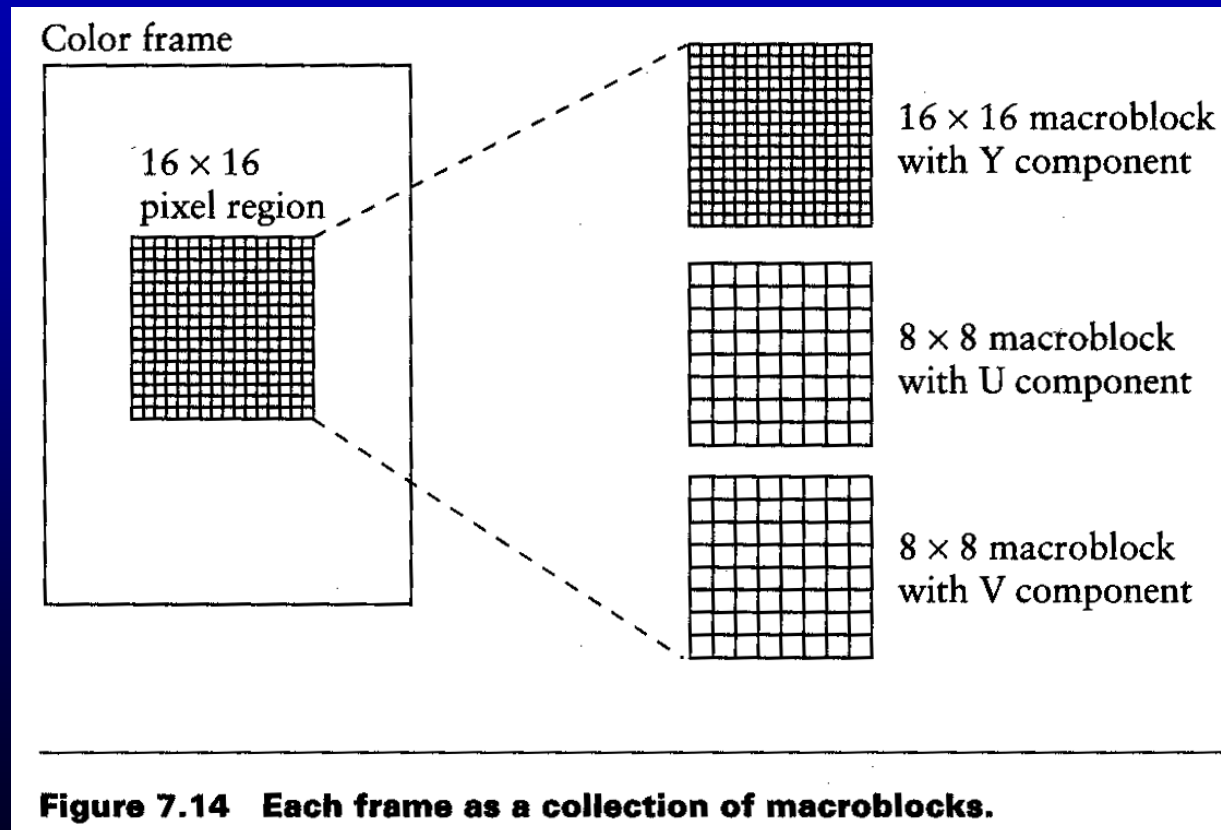 Color frame
16 × 16
pixel region
16 × 16 macroblock
with Y component
8 × 8 macroblock
with U component
8 × 8 macroblock
with V component
Figure 7.14 Each frame as a collection of macroblocks.